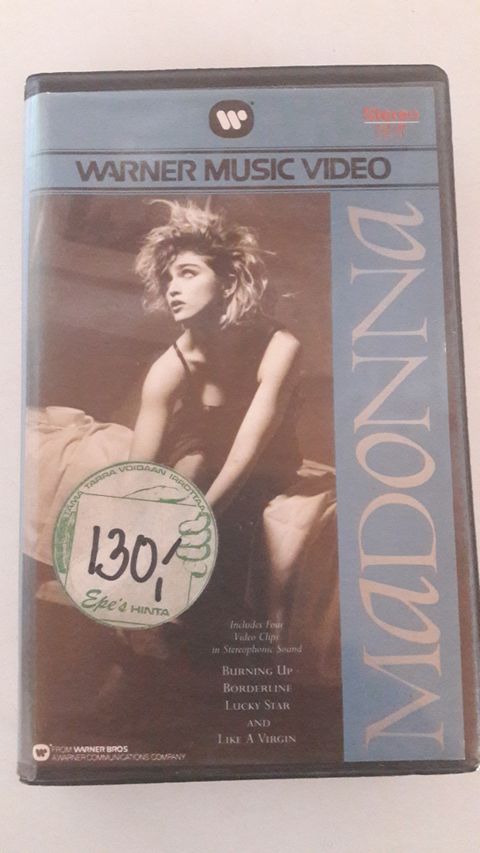 W
Stereo
WARNER MUSIC VIDEO
MaDONNa
TÄMÄ TARRA VOIDAAN IRROTTAA
130,-
Epe's HINTA
Includes Four
Video Clips
in Stereophonic Sound
BURNING UP
BORDERLINE
LUCKY STAR
AND
LIKE A VIRGIN
FROM WARNER BROS
A WARNER COMMUNICATIONS COMPANY